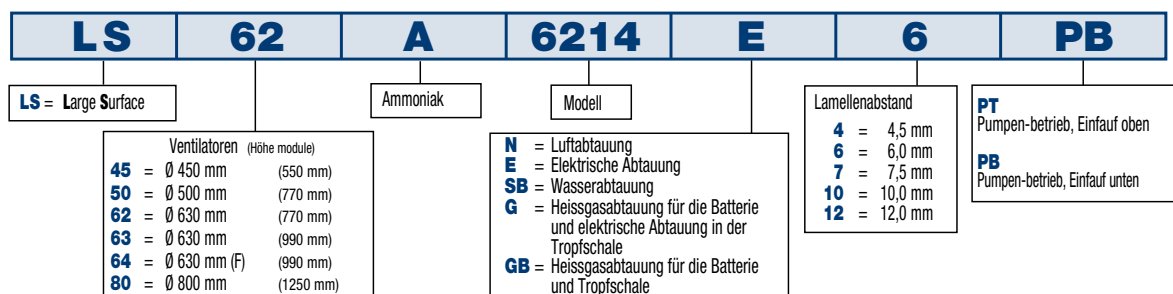 LS 62 A 6214 E 6 PB
LS = Large Surface
Ventilatoren (Höhe module)
45 = Ø 450 mm (550 mm)
50 = Ø 500 mm (770 mm)
62 = Ø 630 mm (770 mm)
63 = Ø 630 mm (990 mm)
64 = Ø 630 mm (F) (990 mm)
80 = Ø 800 mm (1250 mm)
Ammoniak
Modell
N = Luftabtauung
E = Elektrische Abtauung
SB = Wasserabtauung
G = Heissgasabtauung für die Batterie
und elektrische Abtauung in der
Tropfschale
GB = Heissgasabtauung für die Batterie
und Tropfschale
Lamellenabstand
4 = 4,5 mm
6 = 6,0 mm
7 = 7,5 mm
10 = 10,0 mm
12 = 12,0 mm
PT
Pumpen-betrieb, Einfauf oben
PB
Pumpen-betrieb, Einfauf unten